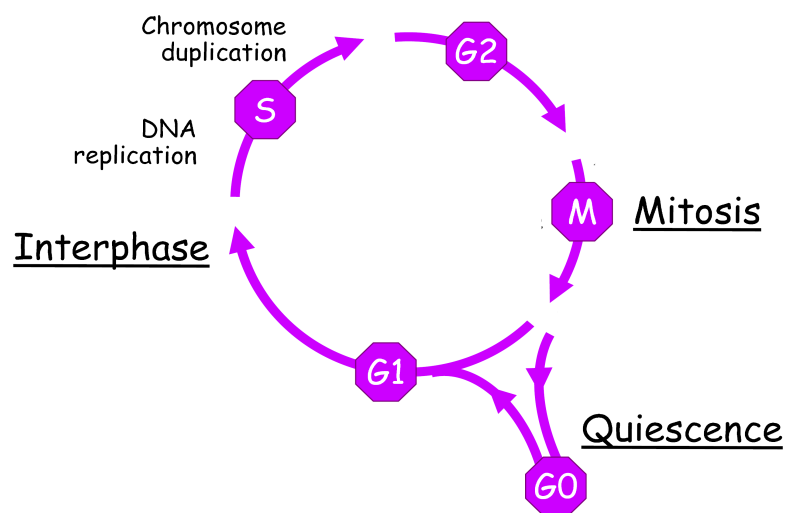 Chromosome
duplication
G2
S
DNA
replication
M
Mitosis
Interphase
G1
Quiescence
G0